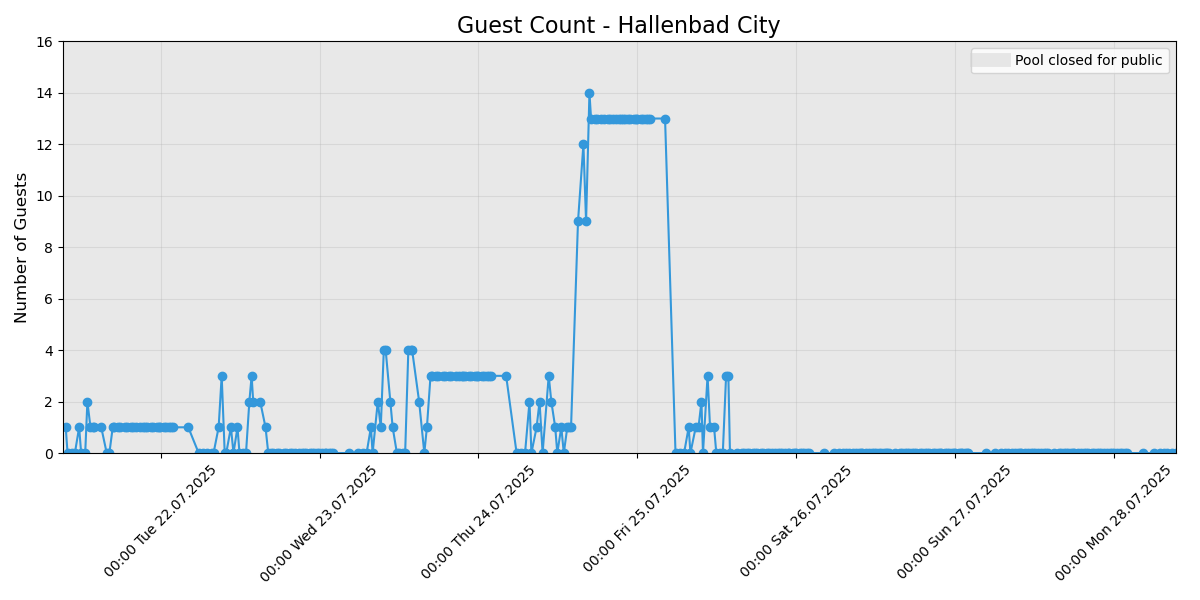 Guest Count - Hallenbad City
Pool closed for public
Number of Guests
16
14
12
10
8
6
4
2
0
00:00 Tue 22.07.2025
00:00 Wed 23.07.2025
00:00 Thu 24.07.2025
00:00 Fri 25.07.2025
00:00 Sat 26.07.2025
00:00 Sun 27.07.2025
00:00 Mon 28.07.2025